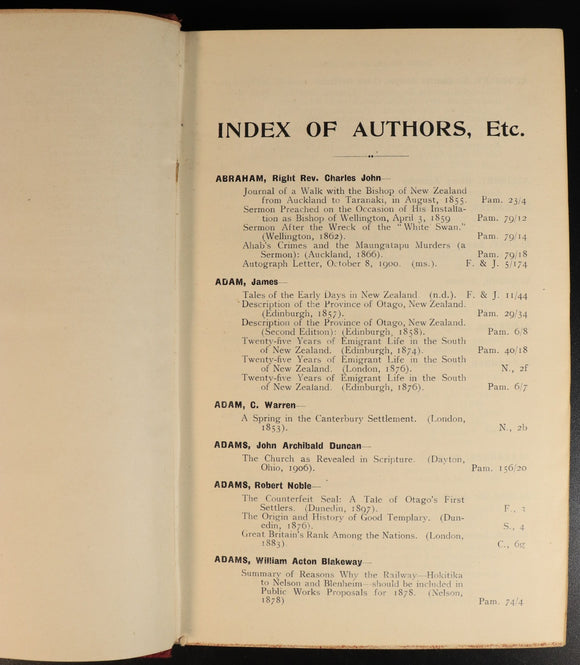 INDEX OF AUTHORS, Etc.
ABRAHAM, Right Rev. Charles John—
Journal of a Walk with the Bishop of New Zealand
from Auckland to Taranaki, in August, 1855. Pam. 23/4
Sermon Preached on the Occasion of His Installa-
tion as Bishop of Wellington, April 3, 1859 Pam. 79/12
Sermon After the Wreck of the "White Swan."
(Wellington, 1862). Pam. 79/14
Ahab's Crimes and the Maungatapu Murders (a
Sermon): (Auckland, 1866). Pam. 79/18
Autograph Letter, October 8, 1900. (ms.). F. & J. 5/174
ADAM, James—
Tales of the Early Days in New Zealand (n.d.). F. & J. 11/44
Description of the Province of Otago, New Zealand.
(Edinburgh, 1857). Pam. 29/34
Description of the Province of Otago, New Zealand.
(Second Edition): (Edinburgh, 1858). Pam. 6/8
Twenty-five Years of Emigrant Life in the South
of New Zealand. (Edinburgh, 1874). Pam. 40/18
Twenty-five Years of Emigrant Life in the South
of New Zealand. (London, 1876). N., 2f
Twenty-five Years of Emigrant Life in the South
of New Zealand. (Edinburgh, 1876). Pam. 6/7
ADAM, C. Warren—
A Spring in the Canterbury Settlement. (London,
1853). N., 2b
ADAMS, John Archibald Duncan—
The Church as Revealed in Scripture. (Dayton,
Ohio, 1906). Pam. 156/20
ADAMS, Robert Noble—
The Counterfeit Seal: A Tale of Otago's First
Settlers. (Dunedin, 1897). F., 1
The Origin and History of Good Templary. (Dun-
edin, 1876). S., 4
Great Britain's Rank Among the Nations. (London,
1883). C., 6g
ADAMS, William Acton Blakeway—
Summary of Reasons Why the Railway—Hokitika
to Nelson and Blenheim—should be included in
Public Works Proposals for 1878. (Nelson,
1878) Pam. 74/4